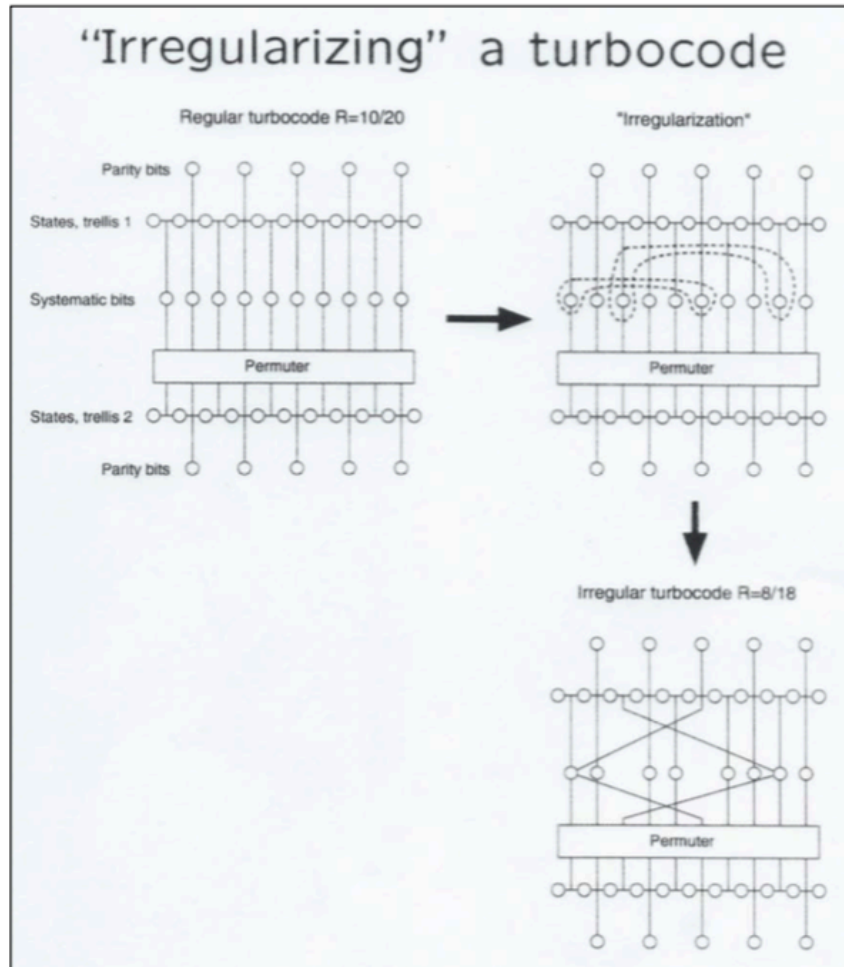 “Irregularizing” a turbocode
Regular turbocode R=10/20
"Irregularization"
Parity bits
States, trellis 1
Systematic bits
Permuter
States, trellis 2
Parity bits
Permuter
Irregular turbocode R=8/18
Permuter